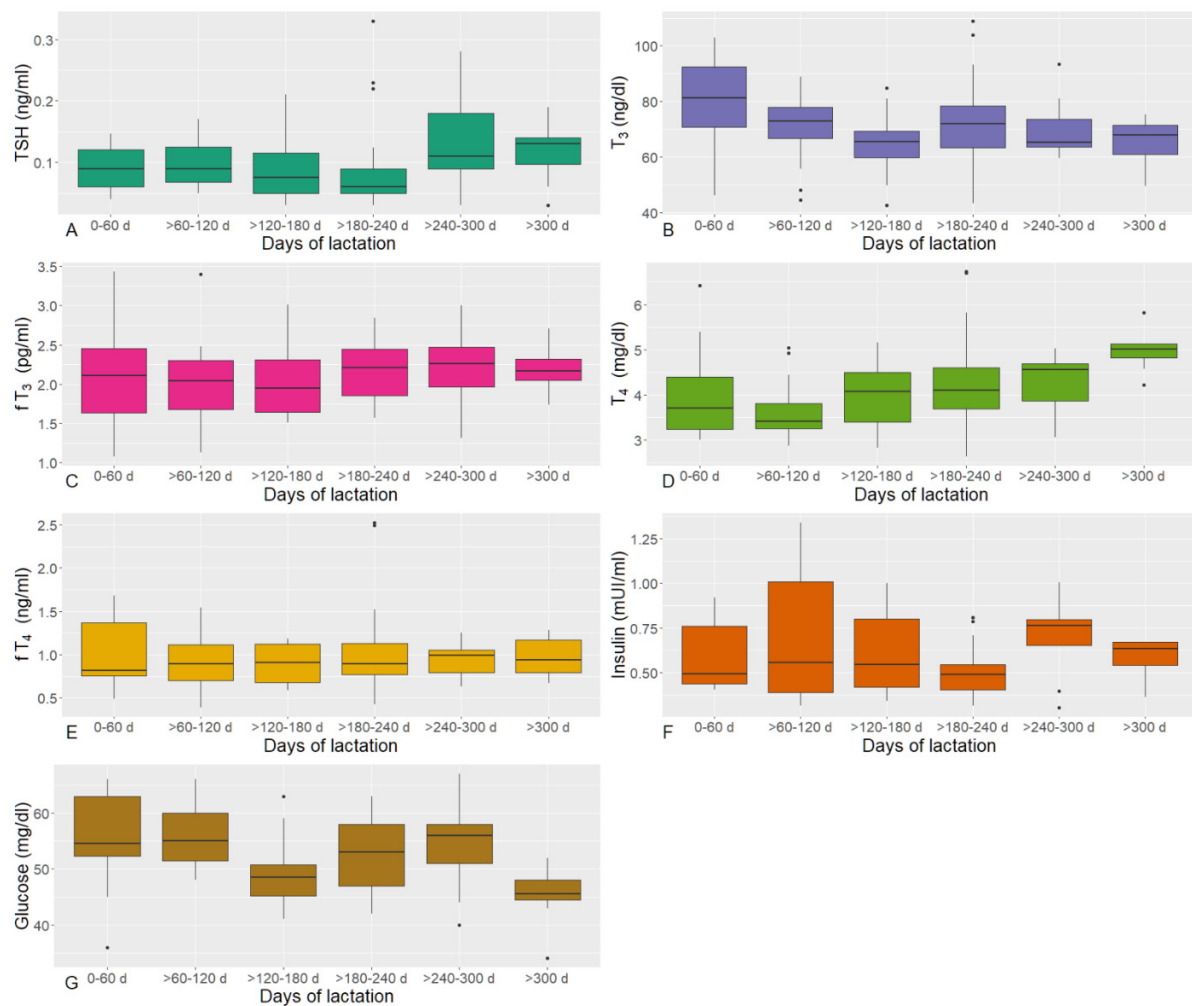 TSH (ng/ml)
0.3
0.2
0.1
A
0-60 d >60-120 d >120-180 d >180-240 d >240-300 d >300 d
Days of lactation
T3 (ng/dl)
100
80
60
40
B
0-60 d >60-120 d >120-180 d >180-240 d >240-300 d >300 d
Days of lactation
f T3 (pg/ml)
3.5
3.0
2.5
2.0
1.5
1.0
C
0-60 d >60-120 d >120-180 d >180-240 d >240-300 d >300 d
Days of lactation
T4 (mg/dl)
6
5
4
3
D
0-60 d >60-120 d >120-180 d >180-240 d >240-300 d >300 d
Days of lactation
f T4 (ng/ml)
2.5
2.0
1.5
1.0
0.5
E
0-60 d >60-120 d >120-180 d >180-240 d >240-300 d >300 d
Days of lactation
Insulin (mUI/ml)
1.25
1.00
0.75
0.50
F
0-60 d >60-120 d >120-180 d >180-240 d >240-300 d >300 d
Days of lactation
Glucose (mg/dl)
60
50
40
G
0-60 d >60-120 d >120-180 d >180-240 d >240-300 d >300 d
Days of lactation